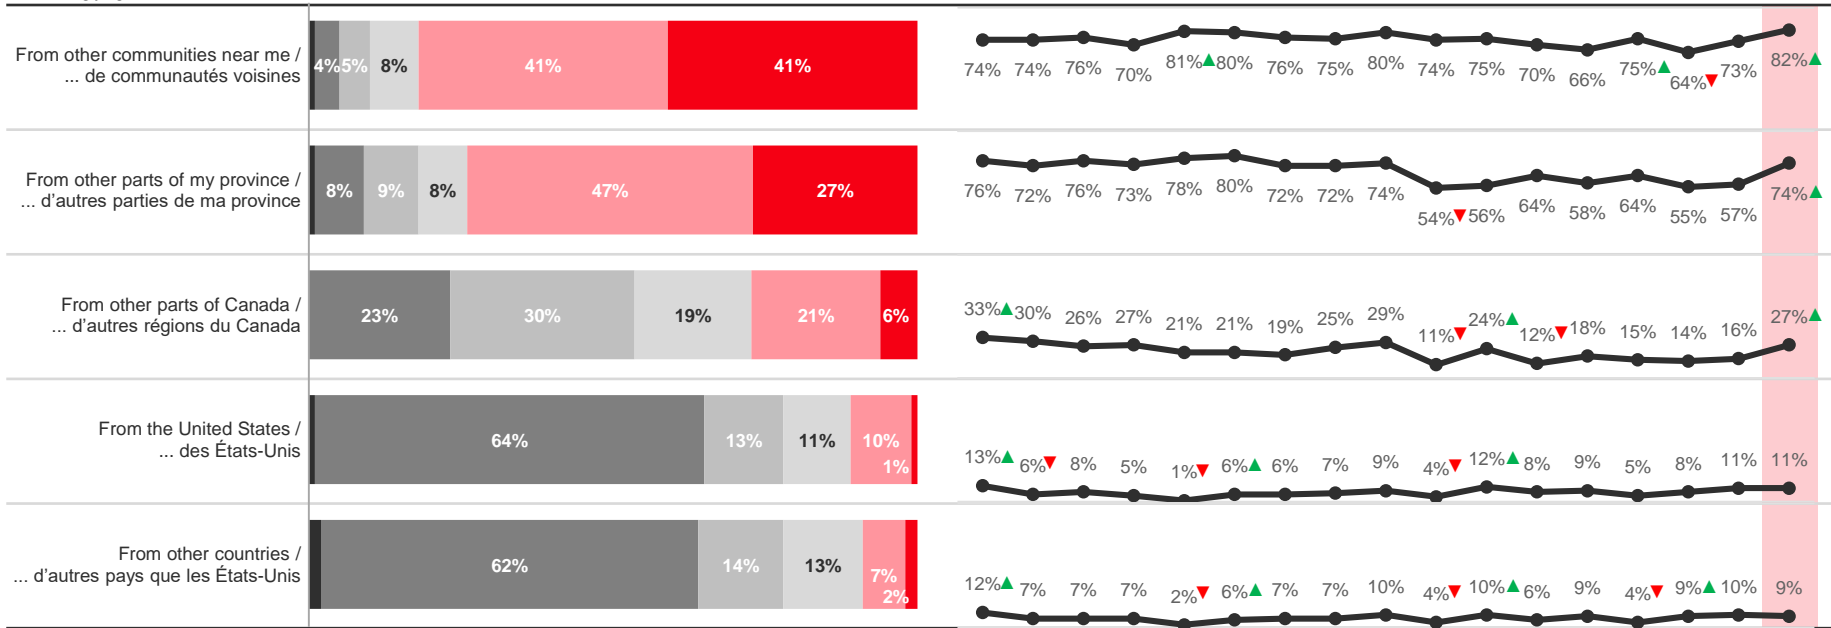 From other communities near me /
... de communautés voisines
4% 5% 8% 41% 41%
74% 74% 76% 70% 81% 80% 76% 75% 80% 74% 75% 70% 66% 75% 64% 73% 82%
From other parts of my province /
... d'autres parties de ma province
8% 9% 8% 47% 27%
76% 72% 76% 73% 78% 80% 72% 72% 74% 54% 56% 64% 58% 64% 55% 57% 74%
From other parts of Canada /
... d'autres régions du Canada
23% 30% 19% 21% 6%
33% 30% 26% 27% 21% 21% 19% 25% 29% 11% 24% 12% 18% 15% 14% 16% 27%
From the United States /
... des États-Unis
64% 13% 11% 10%
1%
13% 6% 8% 5% 1% 6% 6% 7% 9% 4% 12% 8% 9% 5% 8% 11% 11%
From other countries /
... d'autres pays que les États-Unis
62% 14% 13% 7%
2%
12% 7% 7% 7% 2% 6% 7% 7% 10% 4% 10% 6% 9% 4% 9% 10% 9%